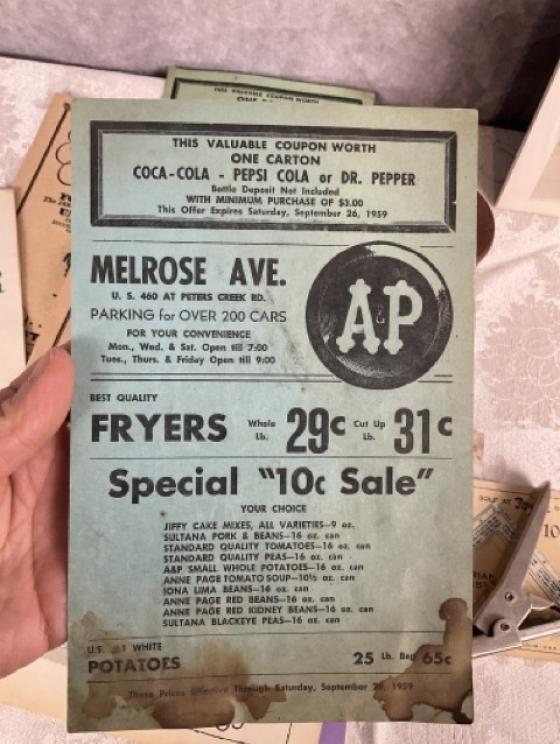 THIS VALUABLE COUPON WORTH
THIS VALUABLE COUPON WORTH
ONE CARTON
COCA-COLA - PEPSI COLA or DR. PEPPER
Bottle Deposit Not Included
WITH MINIMUM PURCHASE OF $3.00
This Offer Expires Saturday, September 26, 1959
MELROSE AVE.
U. S. 460 AT PETERS CREEK RD.
PARKING for OVER 200 CARS
FOR YOUR CONVENIENCE
Mon., Wed. & Sat. Open till 7:00
Tues., Thurs. & Friday Open till 9:00
A&P
BEST QUALITY
FRYERS Whole Lb. 29c Cut Up Lb. 31c
Special "10c Sale"
YOUR CHOICE
JIFFY CAKE MIXES, ALL VARIETIES—9 oz.
SULTANA PORK & BEANS—16 oz. can
STANDARD QUALITY TOMATOES—16 oz. can
STANDARD QUALITY PEAS—16 oz. can
A&P SMALL WHOLE POTATOES—16 oz. can
ANNE PAGE TOMATO SOUP—10½ oz. can
IONA LIMA BEANS—16 oz. can
ANNE PAGE RED BEANS—16 oz. can
ANNE PAGE RED KIDNEY BEANS—16 oz. can
SULTANA BLACKEYE PEAS—16 oz. can
U.S. #1 WHITE
POTATOES 25 Lb. Bag 65c
These Prices Effective Through Saturday, September 26, 1959